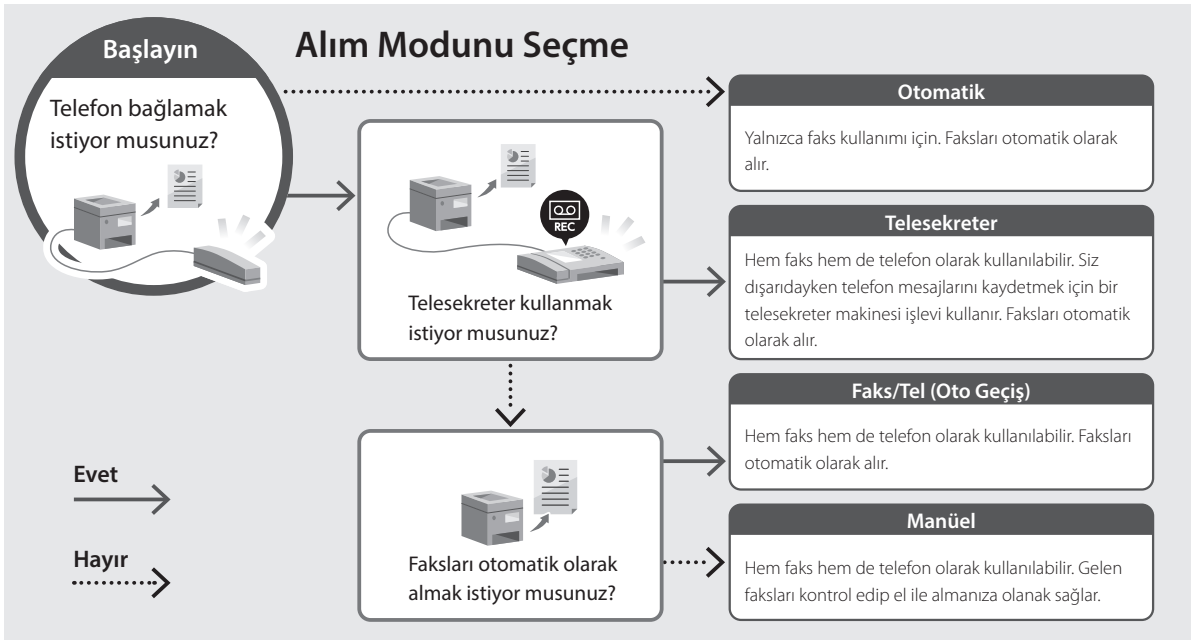 Başlayın
Alım Modunu Seçme
Telefon bağlamak
istiyor musunuz?
Otomatik
Yalnızca faks kullanımı için. Faksları otomatik olarak
alır.
REC
Telesekreter kullanmak
istiyor musunuz?
Telesekreter
Hem faks hem de telefon olarak kullanılabilir. Siz
dışarıdayken telefon mesajlarını kaydetmek için bir
telesekreter makinesi işlevi kullanır. Faksları otomatik
olarak alır.
Faks/Tel (Oto Geçiş)
Hem faks hem de telefon olarak kullanılabilir. Faksları
otomatik olarak alır.
Faksları otomatik olarak
almak istiyor musunuz?
Manüel
Hem faks hem de telefon olarak kullanılabilir. Gelen
faksları kontrol edip el ile almanıza olanak sağlar.
Evet
Hayır